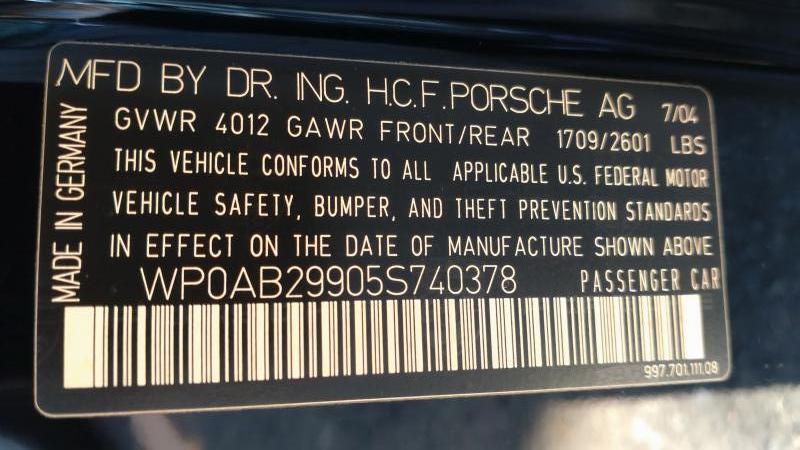 MFD BY DR. ING. H.C.F. PORSCHE AG 7/04
GVWR 4012 GAWR FRONT/REAR 1709/2601 LBS
THIS VEHICLE CONFORMS TO ALL APPLICABLE U.S. FEDERAL MOTOR
VEHICLE SAFETY, BUMPER, AND THEFT PREVENTION STANDARDS
IN EFFECT ON THE DATE OF MANUFACTURE SHOWN ABOVE
WP0AB29905S740378 PASSENGER CAR
997.701.111.08
MADE IN GERMANY